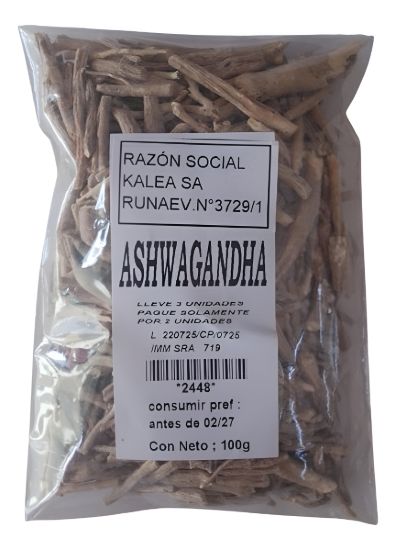 RAZÓN SOCIAL
KALEA SA
RUNAEV.N°3729/1
ASHWAGANDHA
LLEVE 3 UNIDADES
PAGUE SOLAMENTE
POR 2 UNIDADES
L 220725/CP/0725
/MM SRA 719
*2448*
consumir pref :
antes de 02/27
Con Neto ; 100g